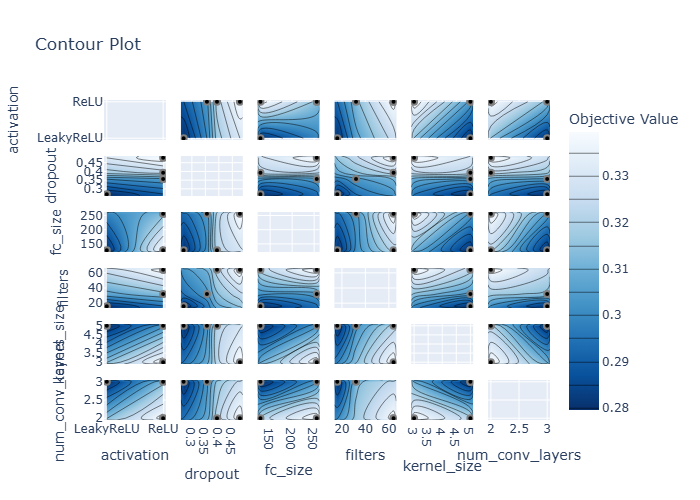 Contour Plot
Objective Value
activation
ReLU
LeakyReLU
dropout
0.45
0.4
0.35
0.3
fc_size
250
200
150
filters
60
40
20
kernel_size
5
4.5
4
3.5
3
num_conv_layers
3
2.5
2
0.33
0.32
0.31
0.3
0.29
0.28
LeakyReLU ReLU
0.3 0.35 0.4 0.45
150 200 250
20 40 60
3 3.5 4 4.5 5
2 2.5 3
activation
dropout
fc_size
filters
kernel_size
num_conv_layers